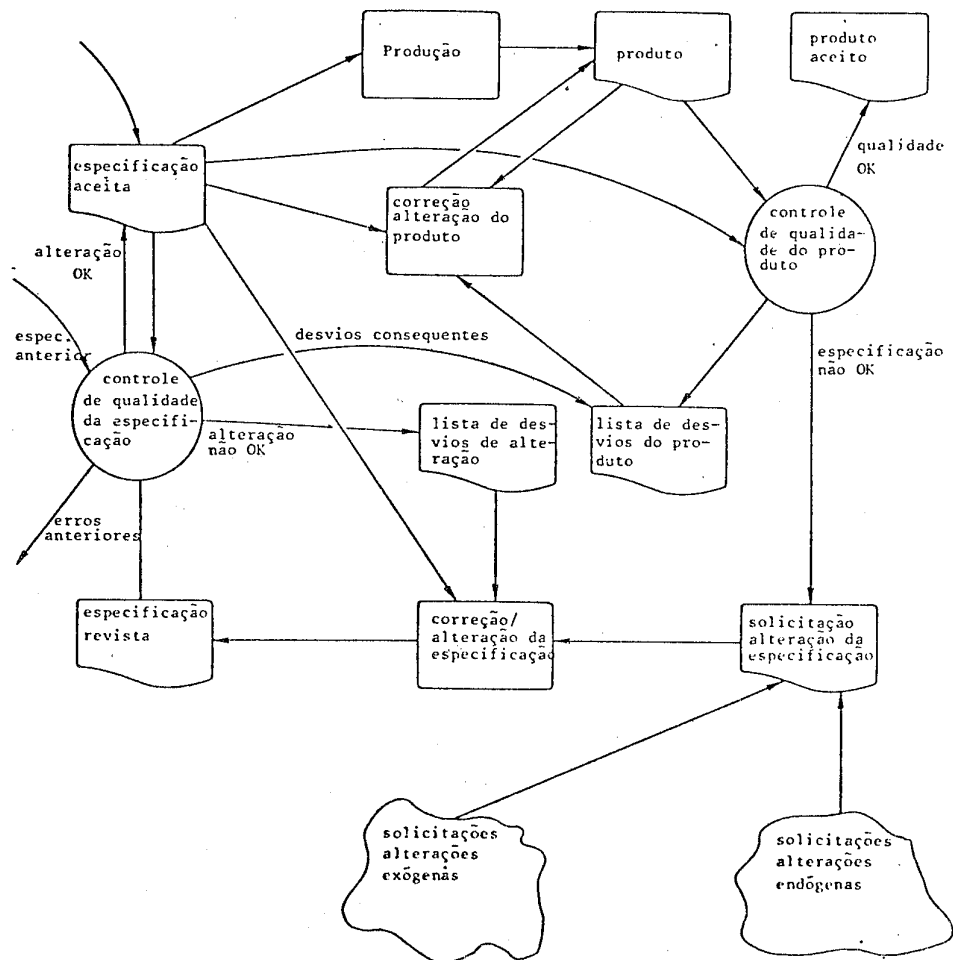 Produção
produto
produto
aceito
especificação
aceita
qualidade
OK
correção
alteração do
produto
controle
de qualida-
de do pro-
duto
alteração
OK
espec.
anterior
desvios consequentes
especificação
não OK
controle
de qualidade
da especifi-
cação
alteração
não OK
lista de des-
vios de alte-
ração
lista de des-
vios do pro-
duto
erros
anteriores
especificação
revista
correção/
alteração da
especificação
solicitação
alteração da
especificação
solicitações
alterações
exógenas
solicitações
alterações
endógenas